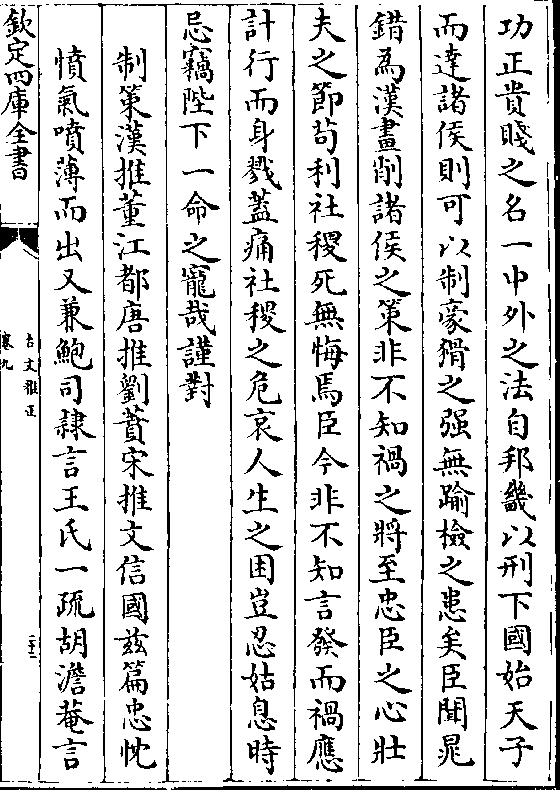 功正貴賤之名一中外之法自邦畿以刑下國始天子
而達諸侯則可以制豪猾之强無踰檢之患矣臣聞晁
錯為漢畫削諸侯之策非不知禍之將至忠臣之心壯
夫之節苟利社稷死無悔焉臣今非不知言發而禍應
計行而身戮蓋痛社稷之危哀人生之困豈忍姑息時
忌竊陛下一命之寵哉謹對
制策漢推董江都唐推劉蕡宋推文信國兹篇忠忱
憤氣噴薄而出又兼鮑司隷言王氏一疏胡澹菴言
欽定四庫全書
古文雅正
卷九